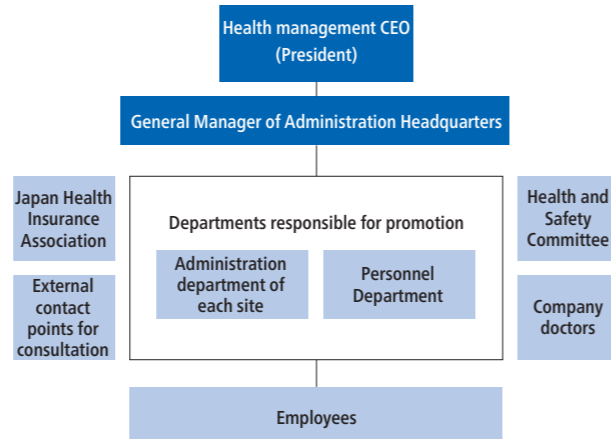 Health management CEO
(President)
General Manager of Administration Headquarters
Japan Health
Insurance
Association
External
contact
points for
consultation
Departments responsible for promotion
Administration
department of
each site
Personnel
Department
Health and
Safety
Committee
Company
doctors
Employees